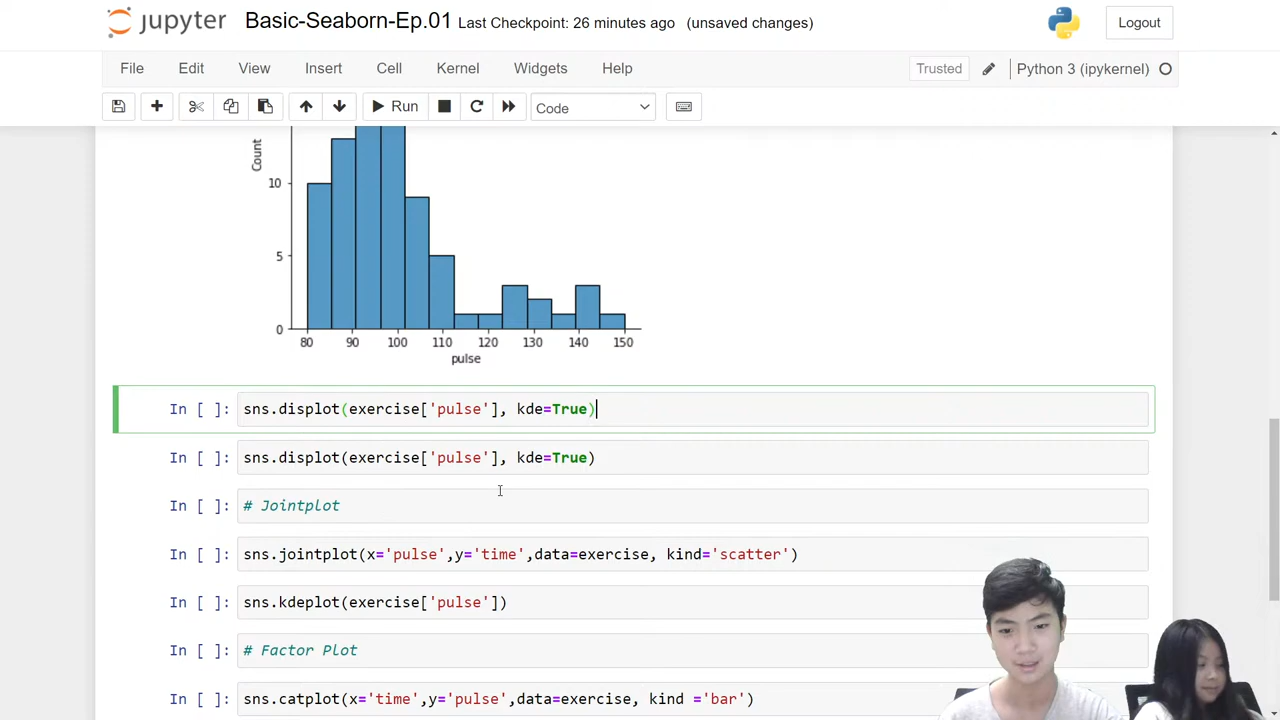 jupyter Basic-Seaborn-Ep.01 Last Checkpoint: 26 minutes ago (unsaved changes) Logout
File Edit View Insert Cell Kernel Widgets Help Trusted Python 3 (ipykernel)
Run Code
Count
10
5
0
80 90 100 110 120 130 140 150
pulse
In [ ]: sns.displot(exercise['pulse'], kde=True)
In [ ]: sns.displot(exercise['pulse'], kde=True)
In [ ]: # Jointplot
In [ ]: sns.jointplot(x='pulse',y='time',data=exercise, kind='scatter')
In [ ]: sns.kdeplot(exercise['pulse'])
In [ ]: # Factor Plot
In [ ]: sns.catplot(x='time',y='pulse',data=exercise, kind ='bar')